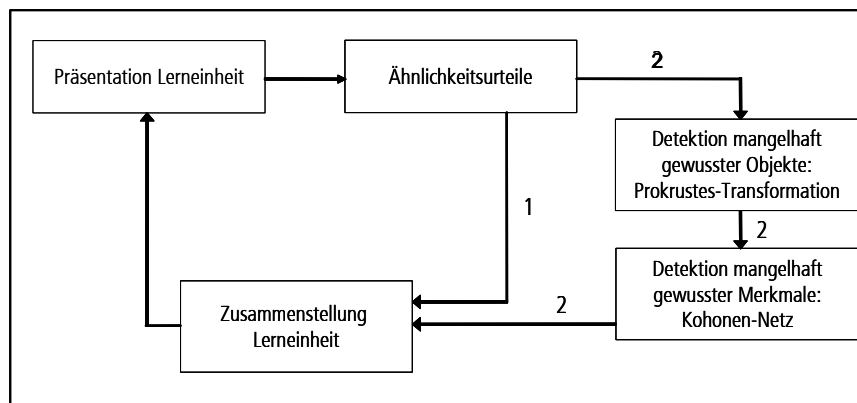 Präsentation Lerneinheit
Ähnlichkeitsurteile
2
Detektion mangelhaft
gewusster Objekte:
Prokrustes-Transformation
1
2
Detektion mangelhaft
gewusster Merkmale:
Kohonen-Netz
2
Zusammenstellung
Lerneinheit